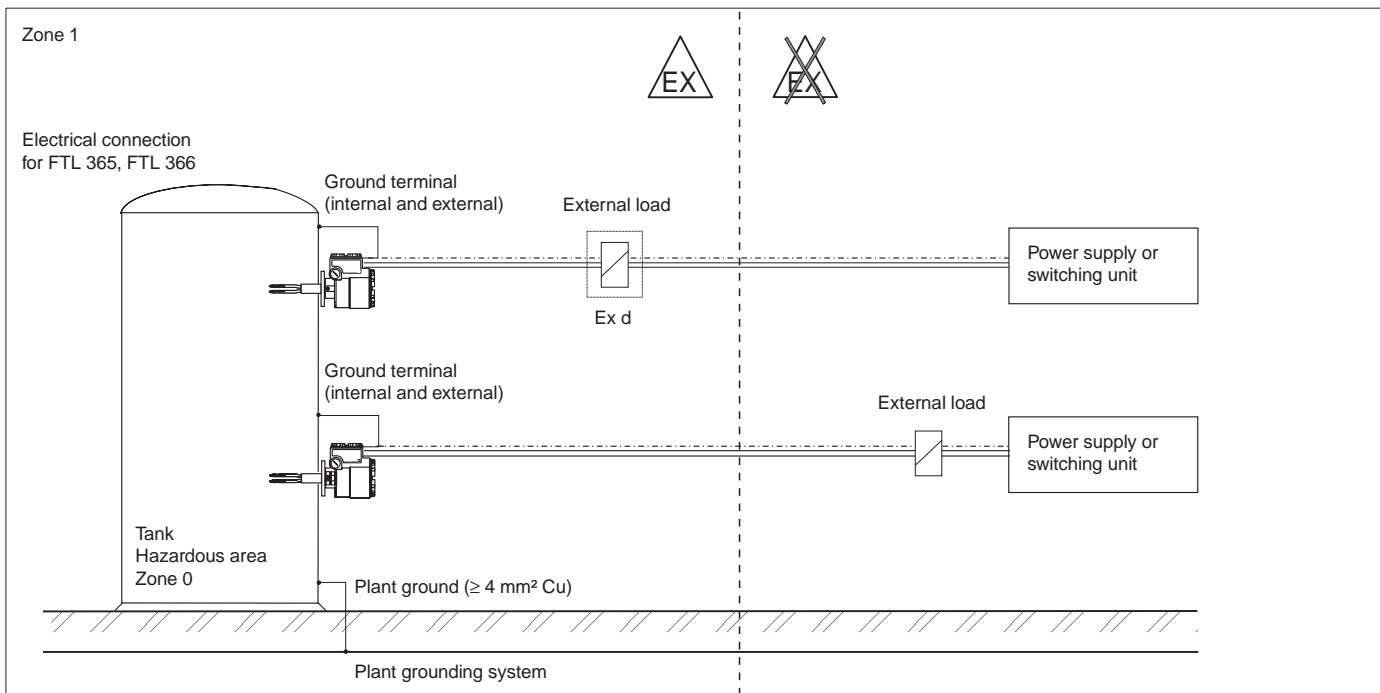 Zone 1
EX
EX
Electrical connection
for FTL 365, FTL 366
Ground terminal
(internal and external)
External load
Power supply or
switching unit
Ex d
Ground terminal
(internal and external)
External load
Power supply or
switching unit
Tank
Hazardous area
Zone 0
Plant ground (≥ 4 mm² Cu)
Plant grounding system